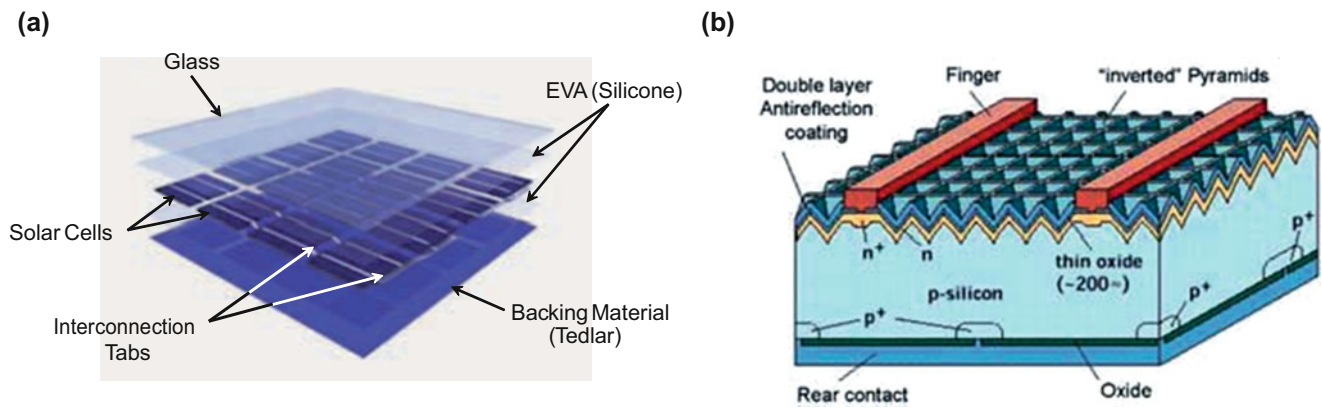 (a)
Glass
EVA (Silicone)
Solar Cells
Interconnection
Tabs
Backing Material
(Tedlar)
(b)
Finger
"inverted" Pyramids
Double layer
Antireflection
coating
n+
n
thin oxide
(~200~)
p+
p-silicon
p+
p+
Rear contact
Oxide